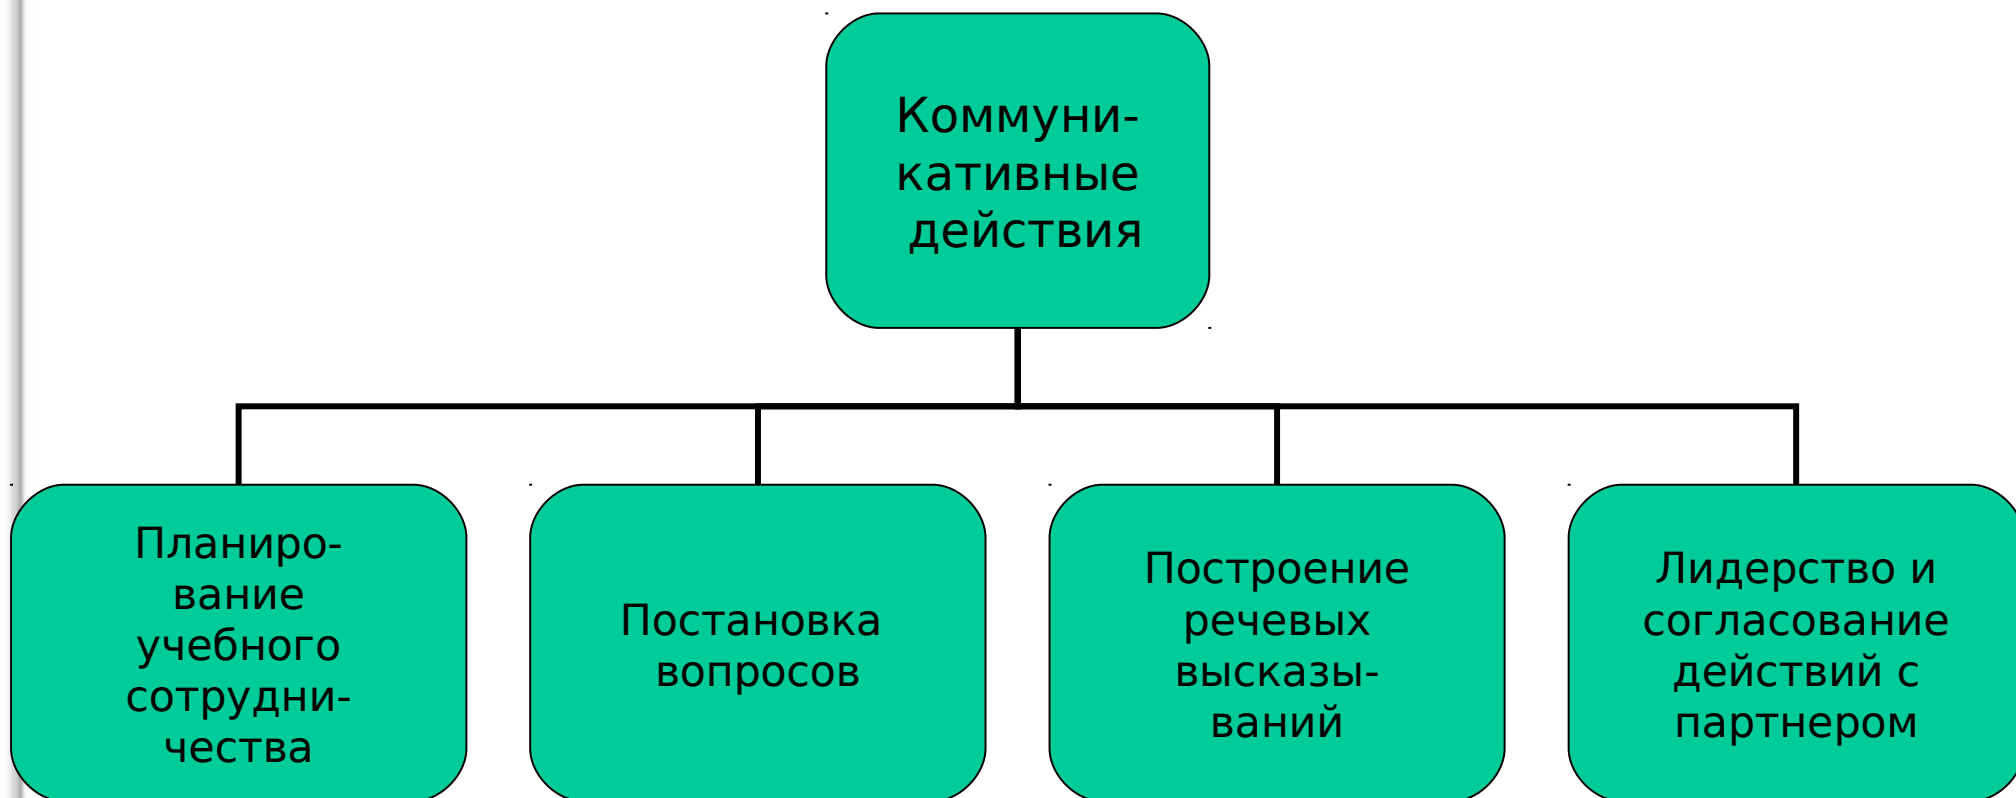 Коммуни-
кативные
действия
Планиро-
вание
учебного
сотрудни-
чества
Постановка
вопросов
Построение
речевых
высказы-
ваний
Лидерство и
согласование
действий с
партнером